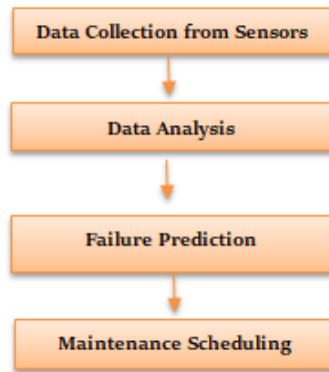 Data Collection from Sensors
Data Analysis
Failure Prediction
Maintenance Scheduling